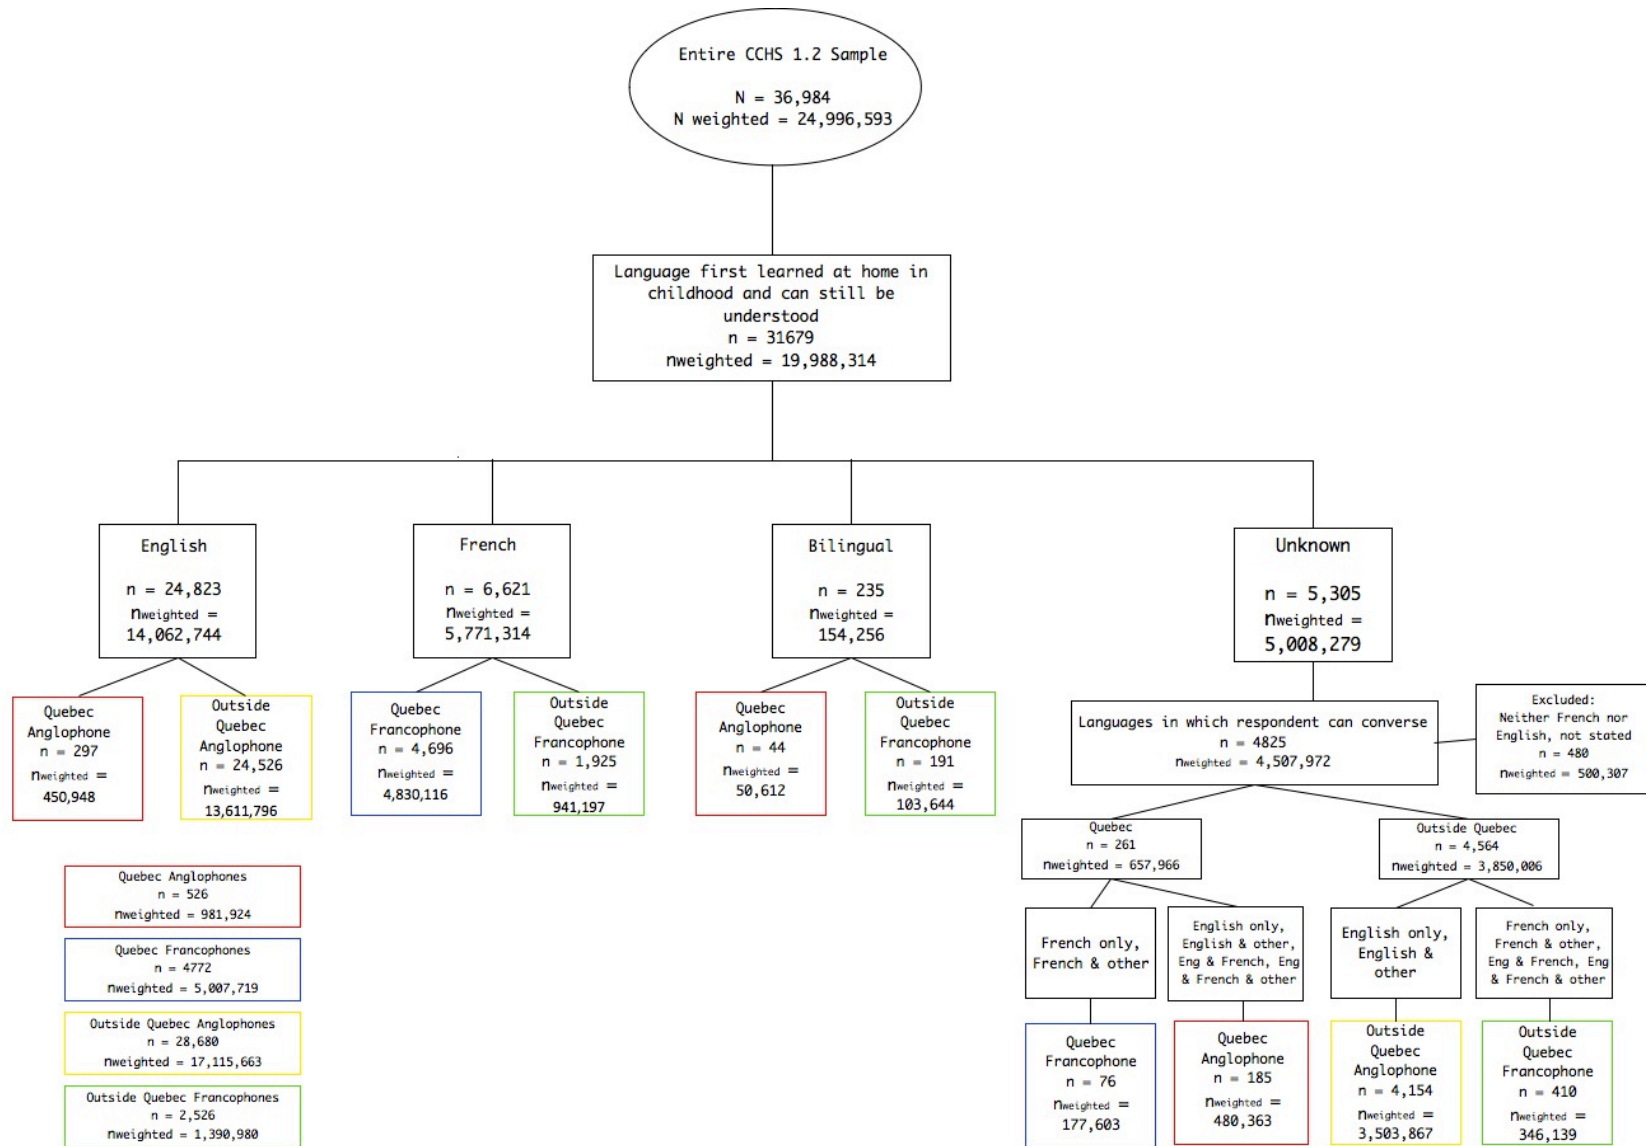 Entire CCHS 1.2 Sample
N = 36,984
N weighted = 24,996,593
Language first learned at home in
childhood and can still be
understood
n = 31679
nweighted = 19,988,314
English
n = 24,823
nweighted =
14,062,744
French
n = 6,621
nweighted =
5,771,314
Bilingual
n = 235
nweighted =
154,256
Unknown
n = 5,305
nweighted =
5,008,279
Quebec
Anglophone
n = 297
nweighted =
450,948
Outside
Quebec
Anglophone
n = 24,526
nweighted =
13,611,796
Quebec
Francophone
n = 4,696
nweighted =
4,830,116
Outside
Quebec
Francophone
n = 1,925
nweighted =
941,197
Quebec
Anglophone
n = 44
nweighted =
50,612
Outside
Quebec
Francophone
n = 191
nweighted =
103,644
Languages in which respondent can converse
n = 4825
nweighted = 4,507,972
Excluded:
Neither French nor
English, not stated
n = 480
nweighted = 500,307
Quebec
n = 261
nweighted = 657,966
Outside Quebec
n = 4,564
nweighted = 3,850,006
French only,
French & other
English only,
English & other,
Eng & French, Eng
& French & other
English only,
English &
other
French only,
French & other,
Eng & French, Eng
& French & other
Quebec
Francophone
n = 76
nweighted =
177,603
Quebec
Anglophone
n = 185
nweighted =
480,363
Outside
Quebec
Anglophone
n = 4,154
nweighted =
3,503,867
Outside
Quebec
Francophone
n = 410
nweighted =
346,139
Quebec Anglophones
n = 526
nweighted = 981,924
Quebec Francophones
n = 4772
nweighted = 5,007,719
Outside Quebec Anglophones
n = 28,680
nweighted = 17,115,663
Outside Quebec Francophones
n = 2,526
nweighted = 1,390,980